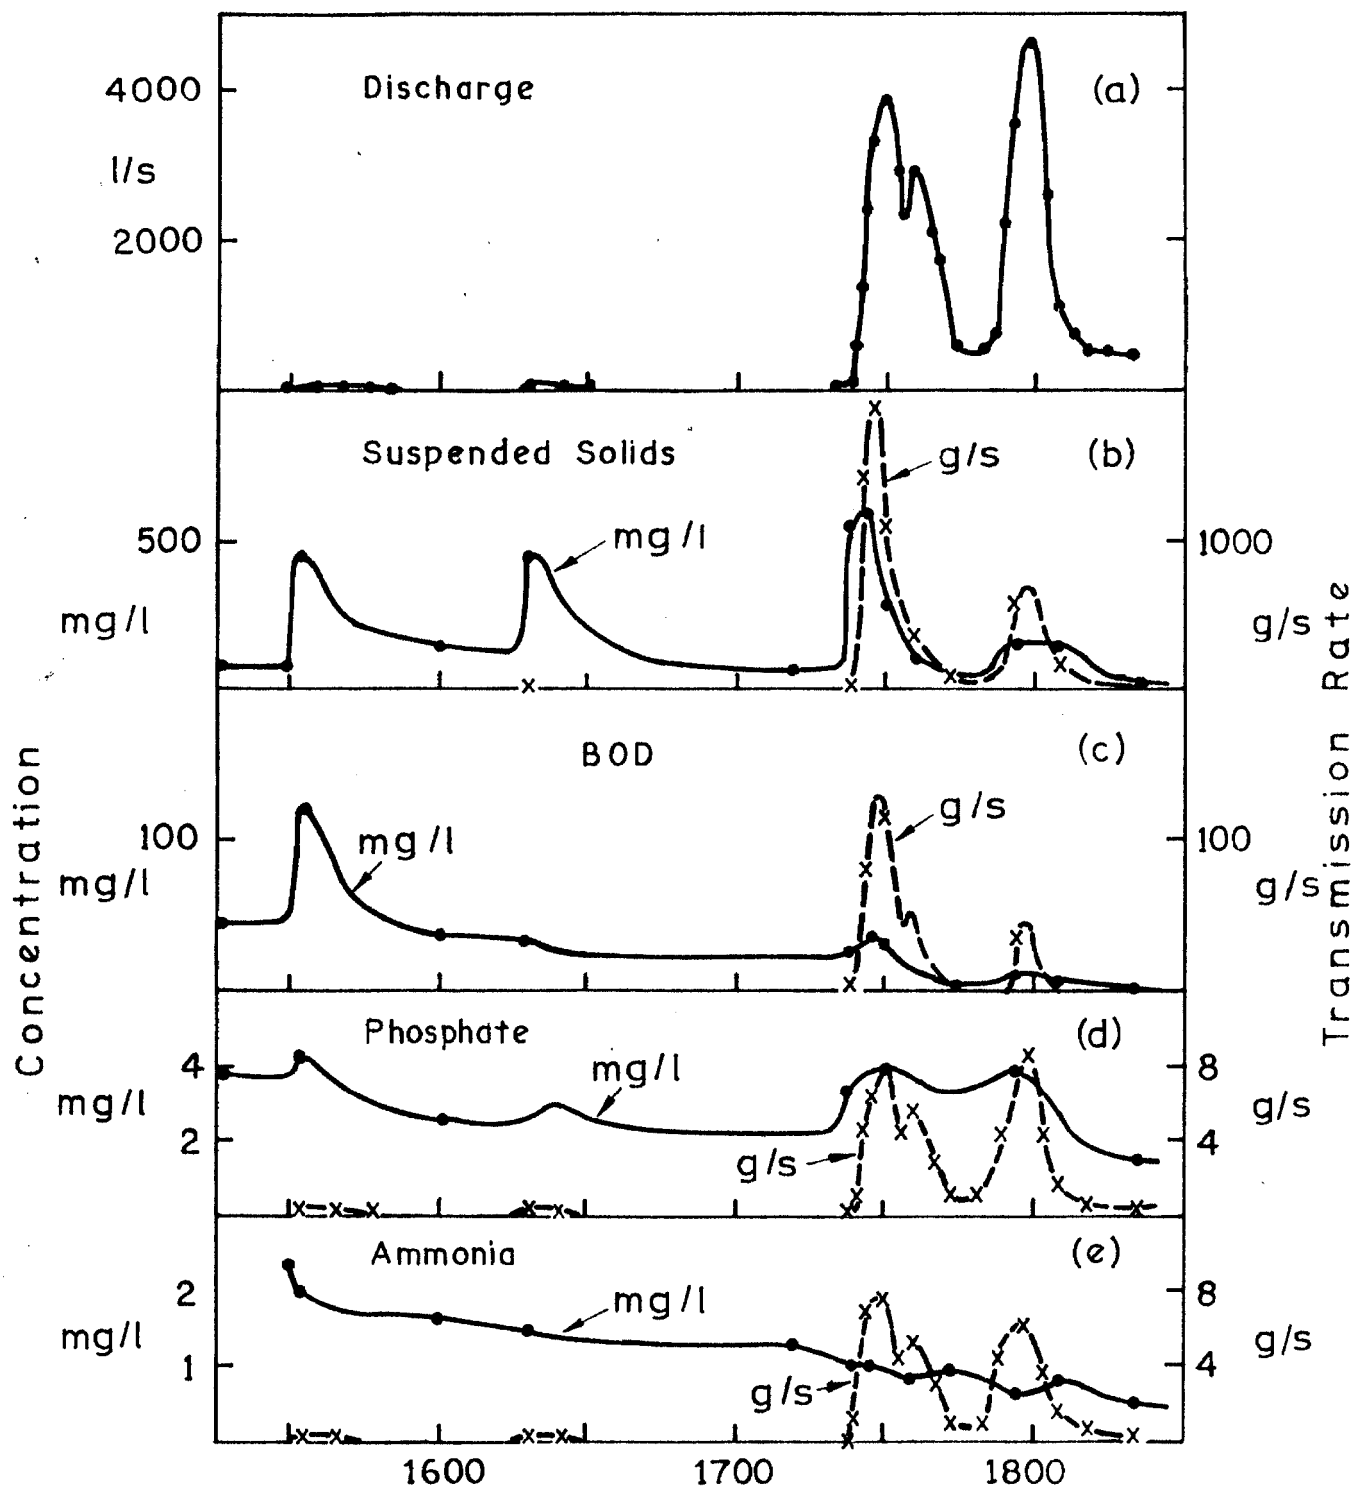 Discharge (a)
4000
l/s
2000
Suspended Solids (b)
g/s
500
mg/l
1000
mg/l
g/s
BOD (c)
g/s
100
mg/l
100
mg/l
g/s
Concentration
Transmission Rate
Phosphate (d)
4
mg/l
8
mg/l
g/s
2
4
g/s
Ammonia (e)
2
mg/l
8
mg/l
g/s
1
g/s
4
1600 1700 1800